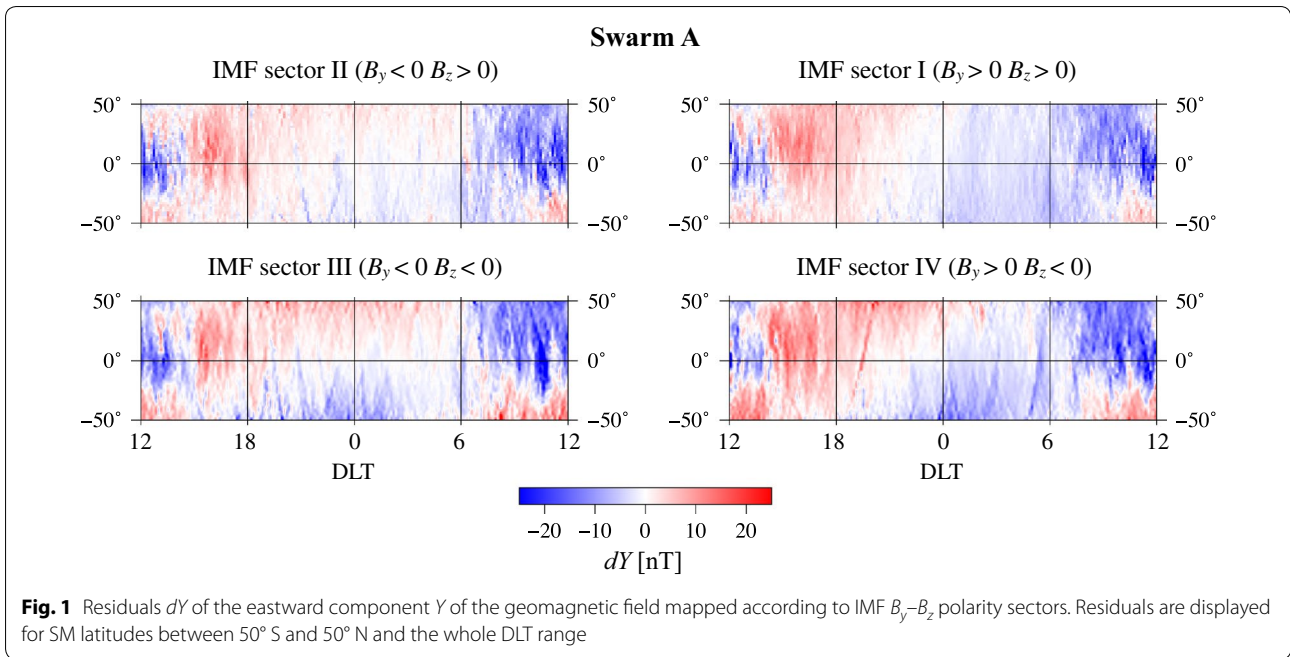 Swarm A
IMF sector II (By < 0 Bz > 0)
IMF sector I (By > 0 Bz > 0)
50° 50° 50° 50°
0° 0° 0° 0°
−50° −50° −50° −50°
IMF sector III (By < 0 Bz < 0)
IMF sector IV (By > 0 Bz < 0)
50° 50° 50° 50°
0° 0° 0° 0°
−50° −50° −50° −50°
12 18 0 6 12 12 18 0 6 12
DLT DLT
−20 −10 0 10 20
dY [nT]
Fig. 1 Residuals dY of the eastward component Y of the geomagnetic field mapped according to IMF By–Bz polarity sectors. Residuals are displayed
for SM latitudes between 50° S and 50° N and the whole DLT range